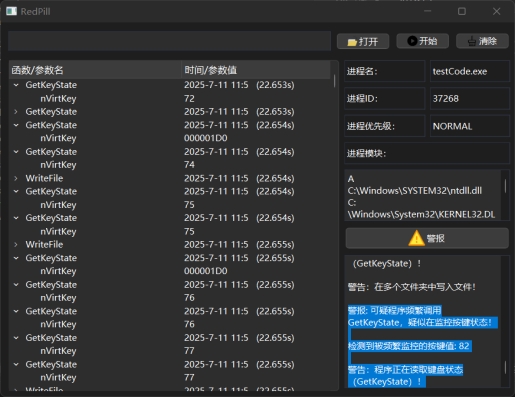 RedPill
打开
开始
清除
函数/参数名 时间/参数值
GetKeyState 2025-7-11 11:5 (22.653s)
nVirtKey 72
GetKeyState 2025-7-11 11:5 (22.653s)
GetKeyState 2025-7-11 11:5 (22.654s)
nVirtKey 000001D0
GetKeyState 2025-7-11 11:5 (22.654s)
nVirtKey 74
WriteFile 2025-7-11 11:5 (22.654s)
GetKeyState 2025-7-11 11:5 (22.654s)
nVirtKey 75
GetKeyState 2025-7-11 11:5 (22.654s)
nVirtKey 75
WriteFile 2025-7-11 11:5 (22.655s)
GetKeyState 2025-7-11 11:5 (22.655s)
nVirtKey 000001D0
GetKeyState 2025-7-11 11:5 (22.655s)
nVirtKey 76
GetKeyState 2025-7-11 11:5 (22.655s)
nVirtKey 76
GetKeyState 2025-7-11 11:5 (22.655s)
nVirtKey 77
GetKeyState 2025-7-11 11:5 (22.655s)
nVirtKey 77
WriteFile 2025-7-11 11:5 (22.655s)
进程名: testCode.exe
进程ID: 37268
进程优先级: NORMAL
进程模块:
A
C:\Windows\SYSTEM32\ntdll.dll
C:
\Windows\System32\KERNEL32.DL
警报
（GetKeyState）！
警告：在多个文件夹中写入文件！
警报: 可疑程序频繁调用
GetKeyState，疑似在监控按键状态！
检测到被频繁监控的按键值: 82
警告：程序正在读取键盘状态
（GetKeyState）！